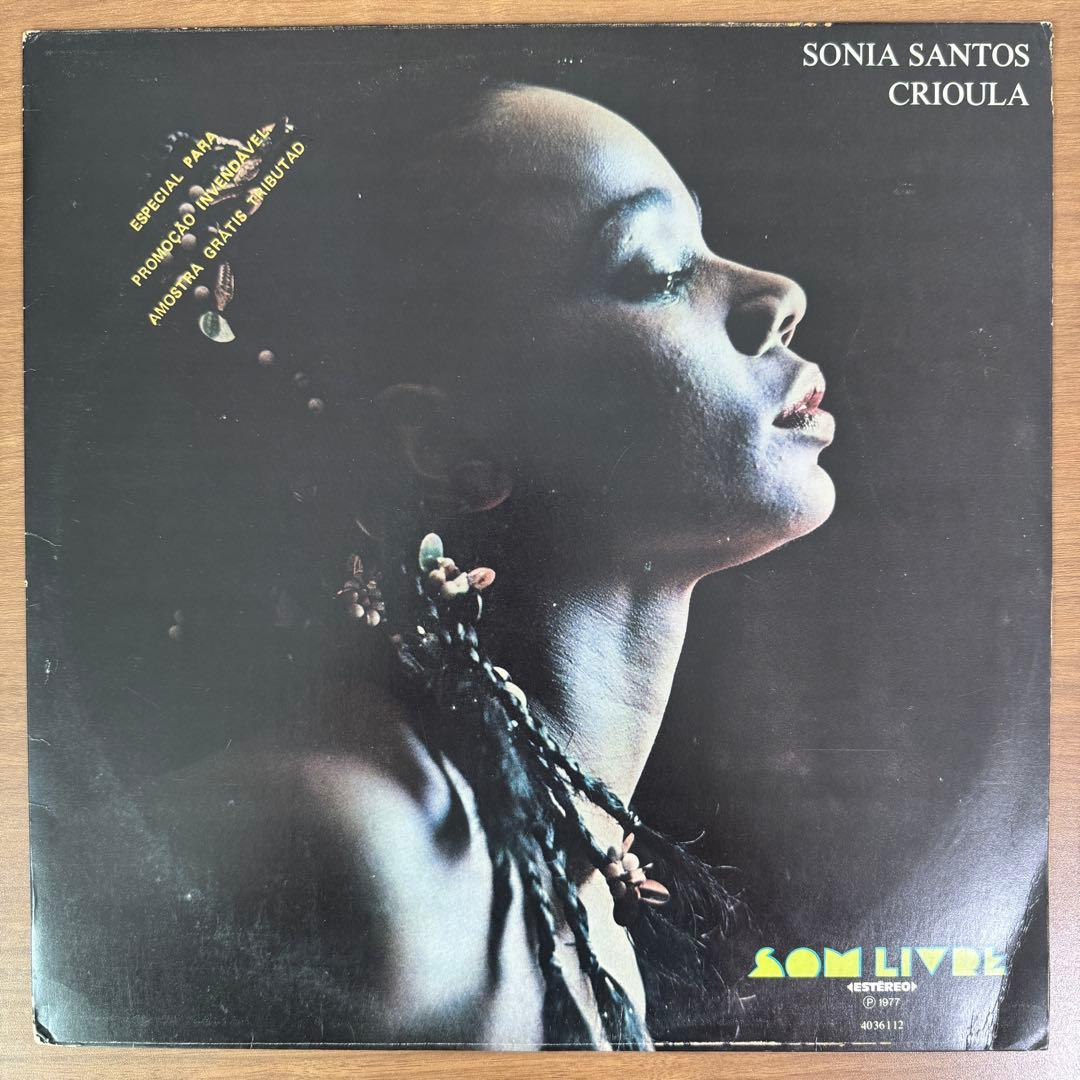 SONIA SANTOS
CRIOULA
ESPECIAL PARA
PROMOÇÃO INVENDÁVEL
AMOSTRA GRÁTIS TRIBUTAD
SOM LIVRE
ESTÉREO
Ⓟ 1977
4036112